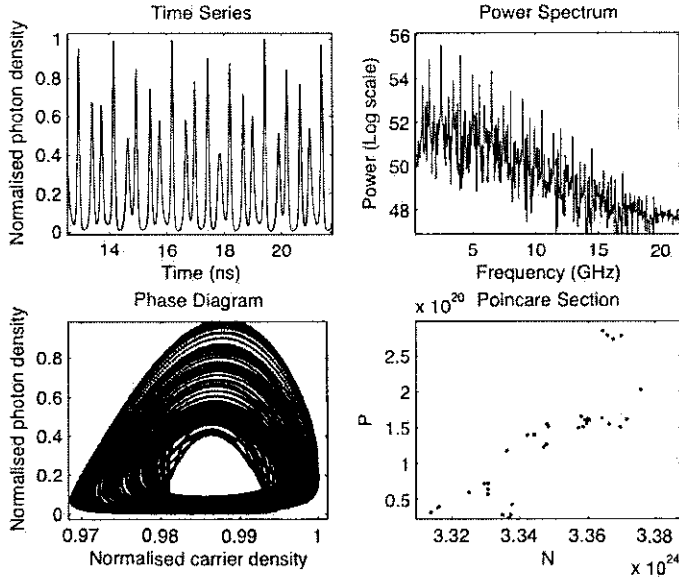 Time Series
Normalised photon density
1
0.8
0.6
0.4
0.2
0
14
16
18
20
Time (ns)
Power Spectrum
Power (Log scale)
56
54
52
50
48
5
10
15
20
Frequency (GHz)
Phase Diagram
Normalised photon density
0.8
0.6
0.4
0.2
0
0.97
0.98
0.99
1
Normalised carrier density
x 10^20
Poincare Section
P
2.5
2
1.5
1
0.5
3.32
3.34
3.36
3.38
N
x 10^24